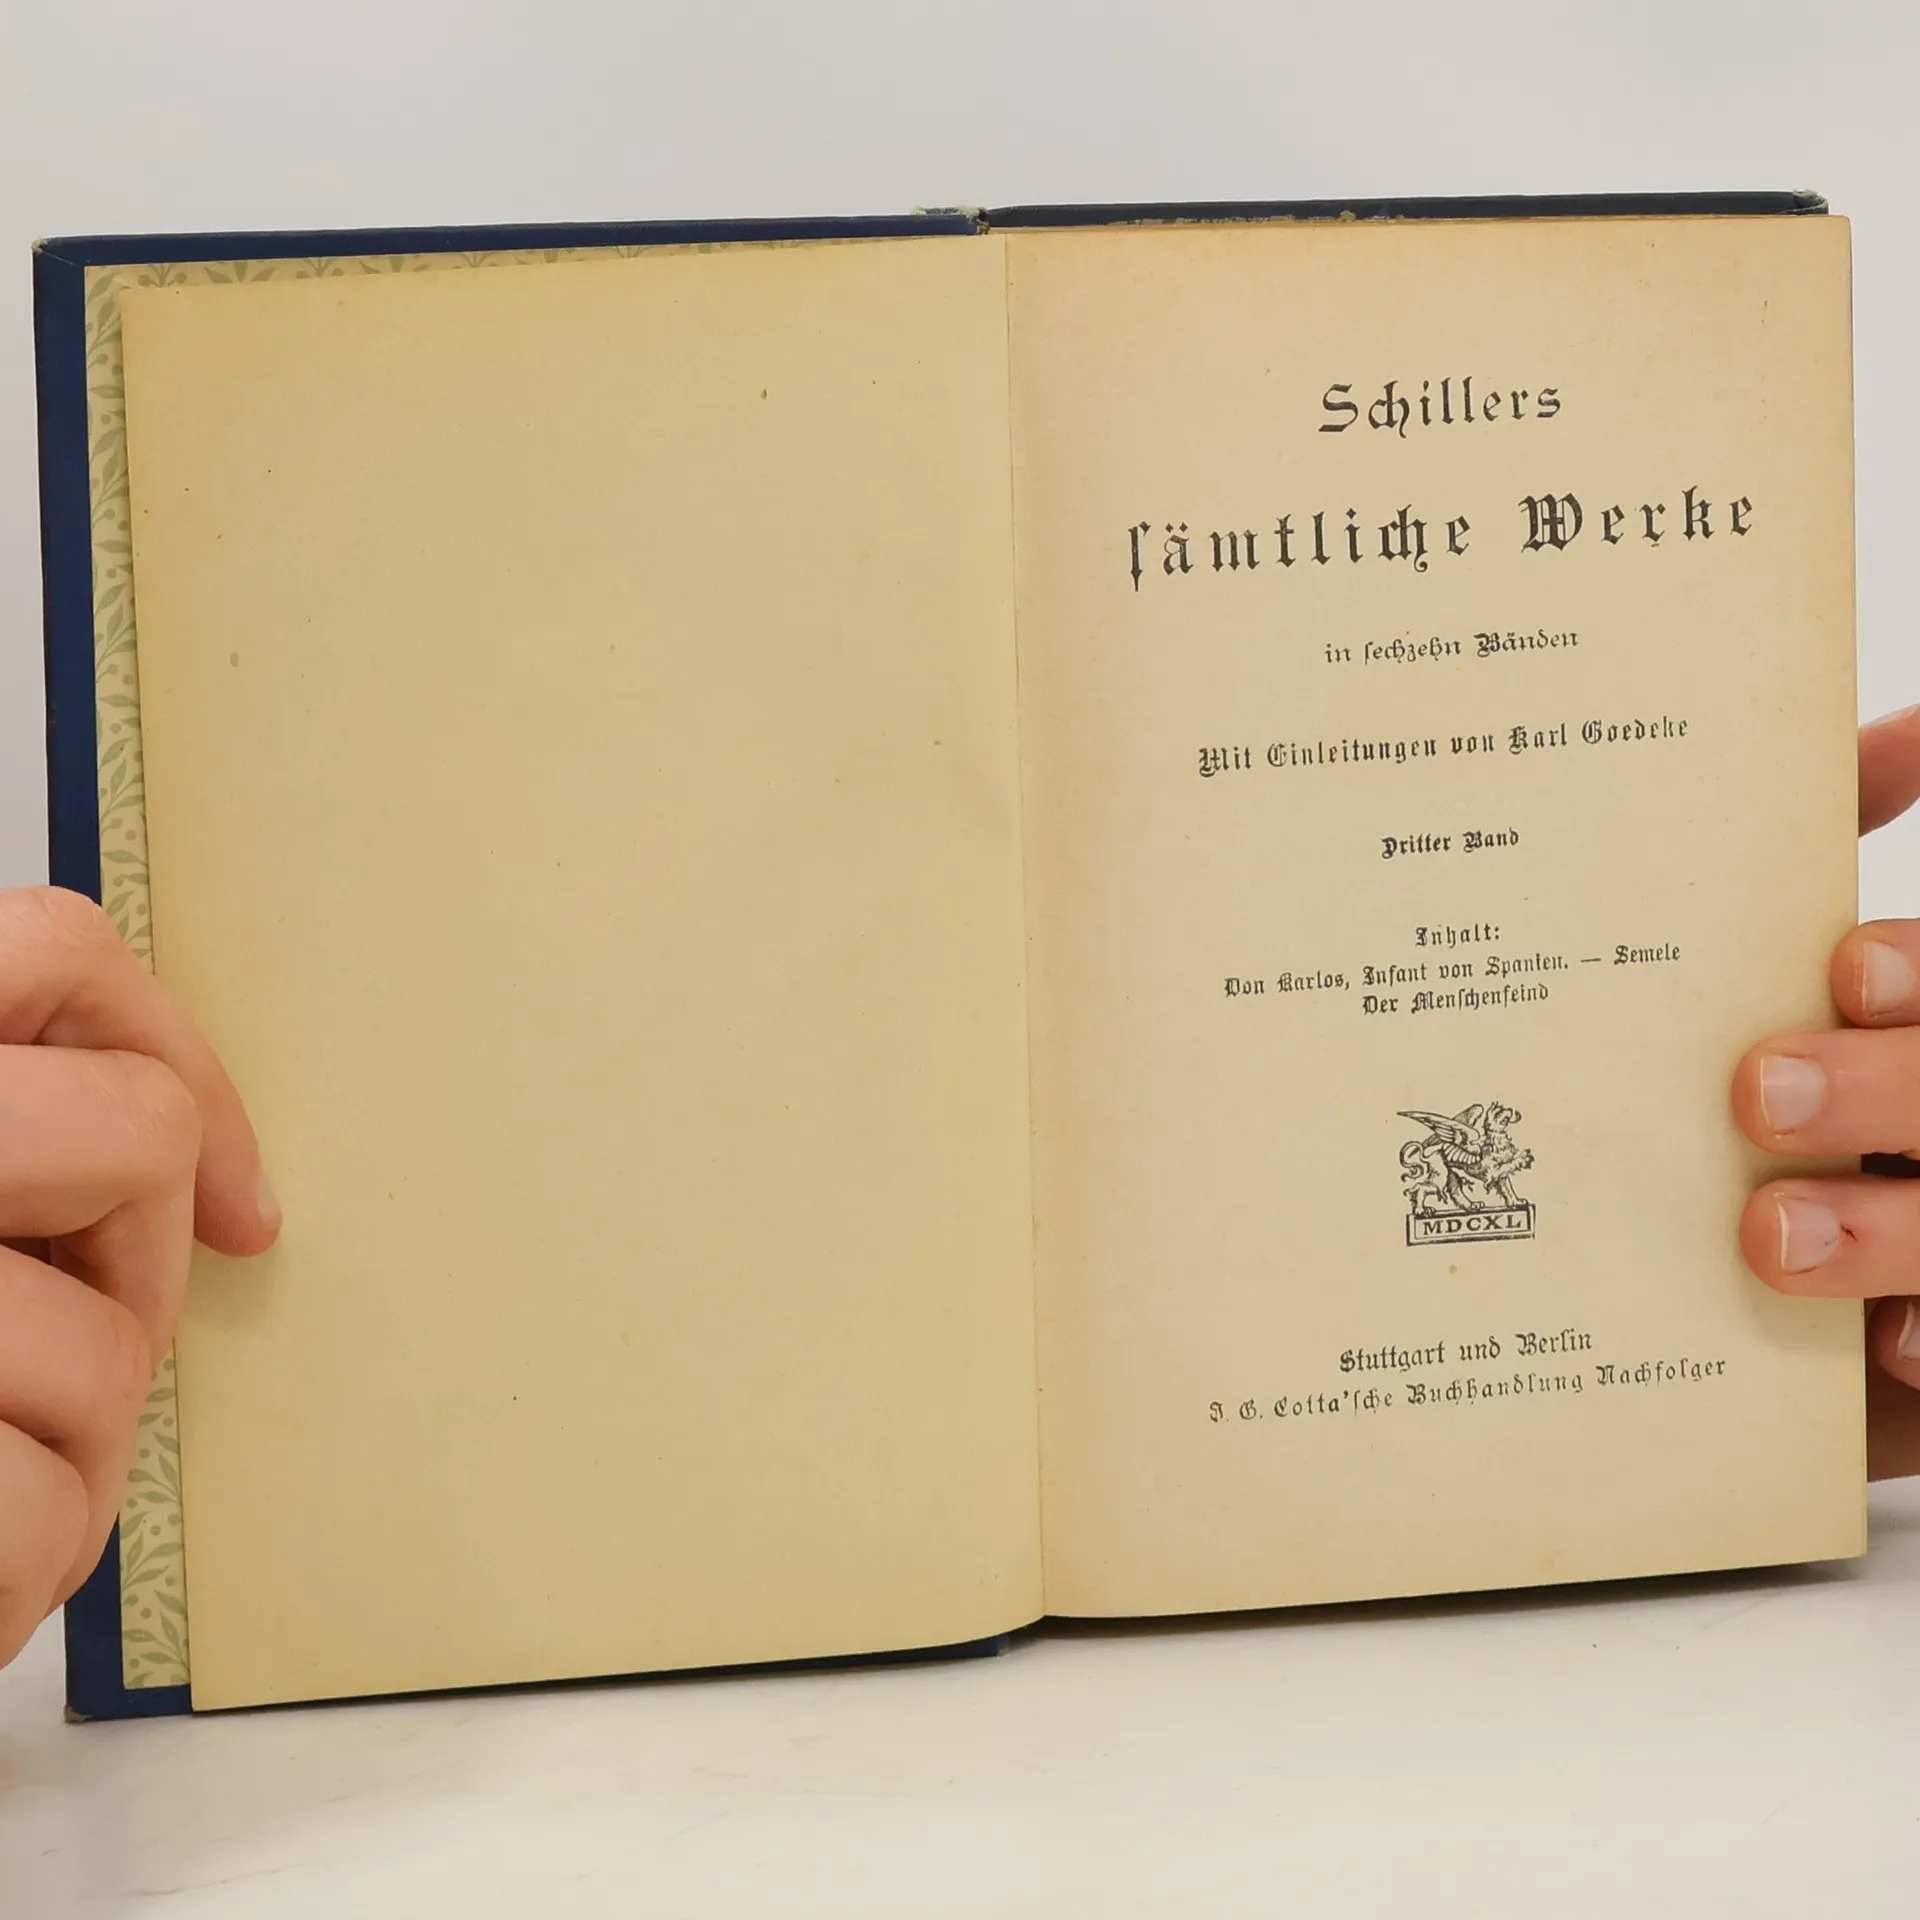 Schillers
ſämtliche Werke
in ſechzehn Bänden
Mit Einleitungen von Karl Goedeke
Dritter Band
Inhalt:
Don Karlos, Infant von Spanien. — Semele
Der Menſchenfeind
MDCXL
Stuttgart und Berlin
J. G. Cotta'ſche Buchhandlung Nachfolger